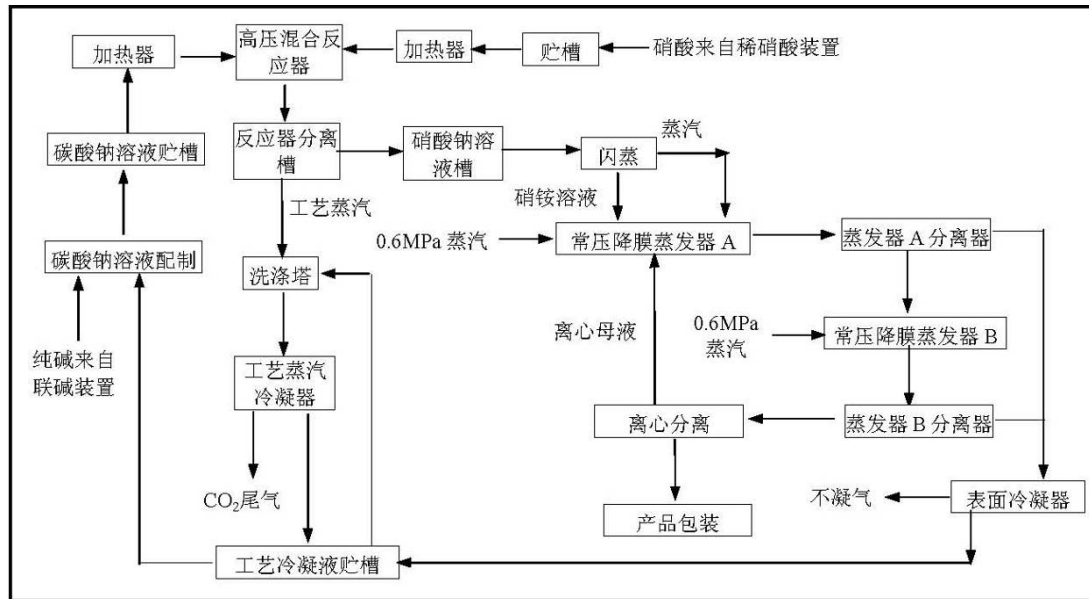 加热器
高压混合反
应器
加热器
贮槽
硝酸来自稀硝酸装置
碳酸钠溶液贮槽
反应器分离
槽
硝酸钠溶
液槽
闪蒸
蒸汽
工艺蒸汽
硝铵溶液
0.6MPa 蒸汽
常压降膜蒸发器 A
蒸发器 A 分离器
碳酸钠溶液配制
洗涤塔
离心母液
0.6MPa
蒸汽
常压降膜蒸发器 B
纯碱来自
联碱装置
工艺蒸汽
冷凝器
离心分离
蒸发器 B 分离器
CO₂尾气
产品包装
不凝气
表面冷凝器
工艺冷凝液贮槽